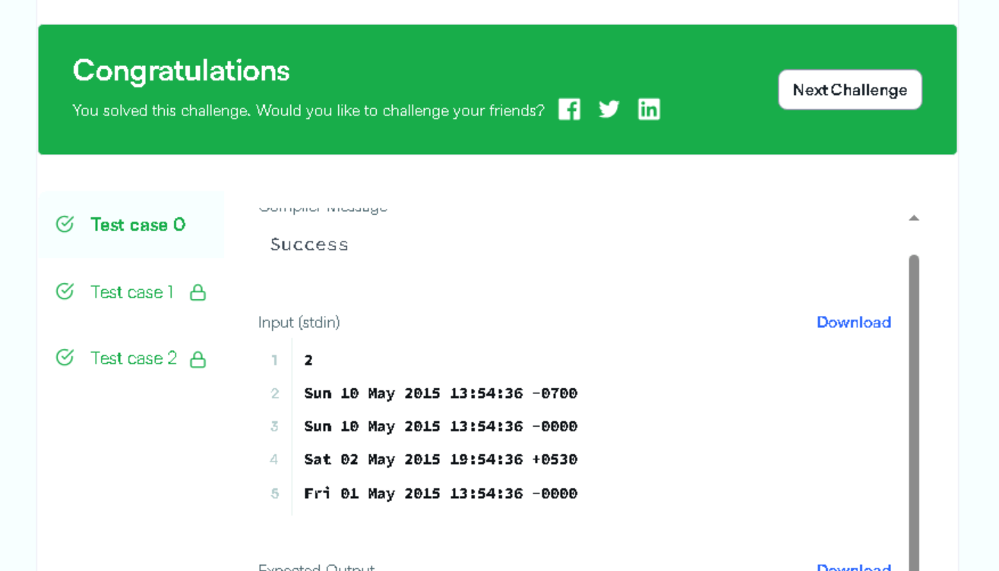 Congratulations
You solved this challenge. Would you like to challenge your friends?
Next Challenge
Test case 0
Compiler Message
Success
Test case 1
Test case 2
Input (stdin)
Download
1 2
2 Sun 10 May 2015 13:54:36 -0700
3 Sun 10 May 2015 13:54:36 -0000
4 Sat 02 May 2015 19:54:36 +0530
5 Fri 01 May 2015 13:54:36 -0000
Expected Output
Download